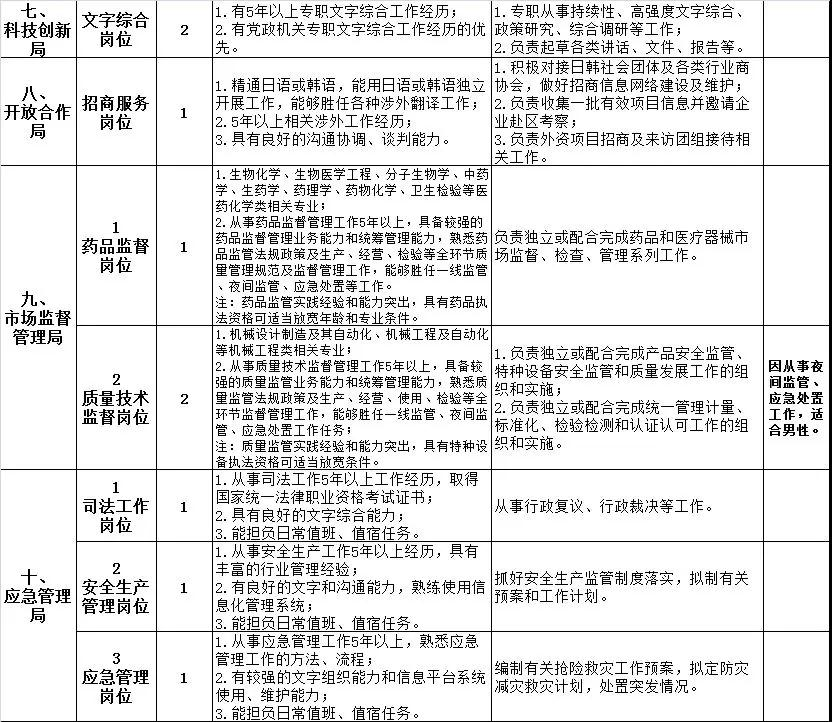 七、
科技创新
局
文字综合
岗位
2
1.有5年以上专职文字综合工作经历；
2.有党政机关专职文字综合工作经历的优
先。
1.专职从事持续性、高强度文字综合、
政策研究、综合调研等工作；
2.负责起草各类讲话、文件、报告等。
八、
开放合作
局
招商服务
岗位
1
1.精通日语或韩语，能用日语或韩语独立
开展工作，能够胜任各种涉外翻译工作；
2.5年以上相关涉外工作经历；
3.具有良好的沟通协调、谈判能力。
1.积极对接日韩社会团体及各类行业商
协会，做好招商信息网络建设及维护；
2.负责收集一批有效项目信息并邀请企
业赴区考察；
3.负责外资项目招商及来访团组接待相
关工作。
九、
市场监督
管理局
1
药品监督
岗位
1
1.生物化学、生物医学工程、分子生物学、中药
学、生药学、药理学、药物化学、卫生检验等医
药化学类相关专业；
2.从事药品监督管理工作5年以上，具备较强的
药品监督管理业务能力和统筹管理能力，熟悉药
品监管法规政策及生产、经营、检验等全环节质
量管理规范及监督管理工作，能够胜任一线监管
、夜间监管、应急处置等工作。
注：药品监管实践经验和能力突出，具有药品执
法资格可适当放宽年龄和专业条件。
负责独立或配合完成药品和医疗器械市
场监督、检查、管理系列工作。
2
质量技术
监督岗位
2
1.机械设计制造及其自动化、机械工程及自动化
等机械工程类相关专业；
2.从事质量技术监督管理工作5年以上，具备较
强的质量监管业务能力和统筹管理能力，熟悉质
量监管法规政策及生产、经营、使用、检验等全
环节监督管理工作，能够胜任一线监管、夜间监
管、应急处置工作任务；
注：质量监管实践经验和能力突出，具有特种设
备执法资格可适当放宽条件。
1.负责独立或配合完成产品安全监管、
特种设备安全监管和质量发展工作的组
织和实施；
2.负责独立或配合完成统一管理计量、
标准化、检验检测和认证认可工作的组
织和实施。
因从事夜
间监管、
应急处置
工作，适
合男性。
十、
应急管理
局
1
司法工作
岗位
1
1.从事司法工作5年以上工作经历，取得
国家统一法律职业资格考试证书；
2.具有良好的文字综合能力；
3.能担负日常值班、值宿任务。
从事行政复议、行政裁决等工作。
2
安全生产
管理岗位
1
1.从事安全生产工作5年以上经历，具有
丰富的行业管理经验；
2.有良好的文字和沟通能力，熟练使用信
息化管理系统；
3.能担负日常值班、值宿任务。
抓好安全生产监管制度落实，拟制有关
预案和工作计划。
3
应急管理
岗位
1
1.从事应急管理工作5年以上，熟悉应急
管理工作的方法、流程；
2.有较强的文字组织能力和信息平台系统
使用、维护能力；
3.能担负日常值班、值宿任务。
编制有关抢险救灾工作预案，拟定防灾
减灾救灾计划，处置突发情况。